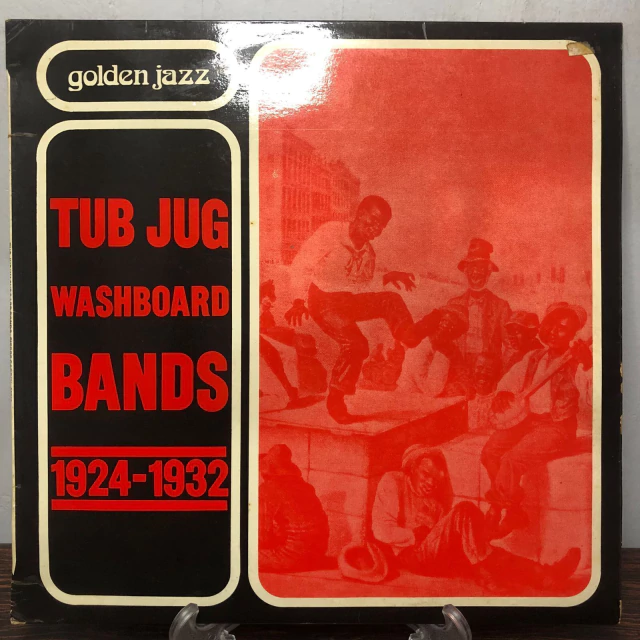 golden jazz
TUB JUG
WASHBOARD
BANDS
1924-1932